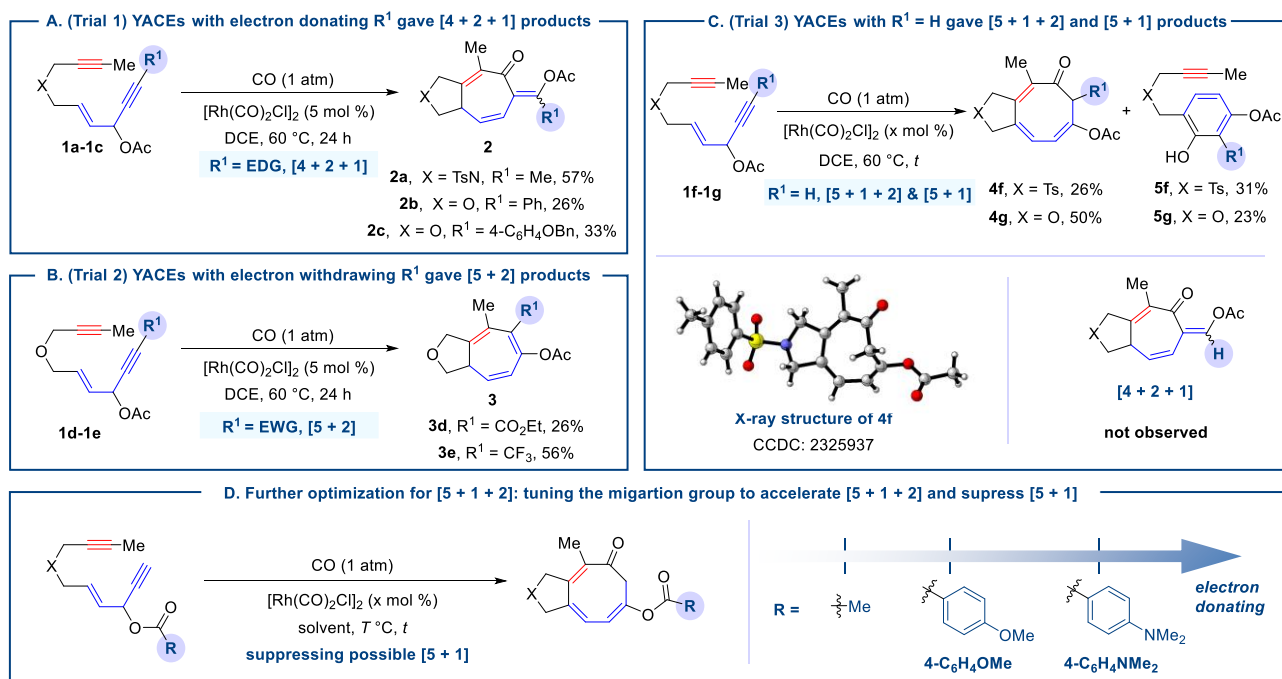 A. (Trial 1) YACEs with electron donating R¹ gave [4 + 2 + 1] products
R¹
Me
X
OAc
1a-1c
CO (1 atm)
[Rh(CO)₂Cl]₂ (5 mol %)
DCE, 60 °C, 24 h
R¹ = EDG, [4 + 2 + 1]
Me
O
OAc
X
R¹
2
2a, X = TsN, R¹ = Me, 57%
2b, X = O, R¹ = Ph, 26%
2c, X = O, R¹ = 4-C₆H₄OBn, 33%
B. (Trial 2) YACEs with electron withdrawing R¹ gave [5 + 2] products
R¹
Me
O
OAc
1d-1e
CO (1 atm)
[Rh(CO)₂Cl]₂ (5 mol %)
DCE, 60 °C, 24 h
R¹ = EWG, [5 + 2]
Me
R¹
O
OAc
3
3d, R¹ = CO₂Et, 26%
3e, R¹ = CF₃, 56%
C. (Trial 3) YACEs with R¹ = H gave [5 + 1 + 2] and [5 + 1] products
R¹
Me
X
OAc
1f-1g
CO (1 atm)
[Rh(CO)₂Cl]₂ (x mol %)
DCE, 60 °C, t
R¹ = H, [5 + 1 + 2] & [5 + 1]
Me
O
R¹
X
OAc
4f, X = Ts, 26%
4g, X = O, 50%
+
Me
X
OAc
HO
R¹
5f, X = Ts, 31%
5g, X = O, 23%
X-ray structure of 4f
CCDC: 2325937
Me
O
OAc
X
H
[4 + 2 + 1]
not observed
D. Further optimization for [5 + 1 + 2]: tuning the migartion group to accelerate [5 + 1 + 2] and supress [5 + 1]
Me
X
O
O
R
CO (1 atm)
[Rh(CO)₂Cl]₂ (x mol %)
solvent, T °C, t
suppressing possible [5 + 1]
Me
O
X
O
O
R
R =
Me
OMe
4-C₆H₄OMe
NMe₂
4-C₆H₄NMe₂
electron
donating